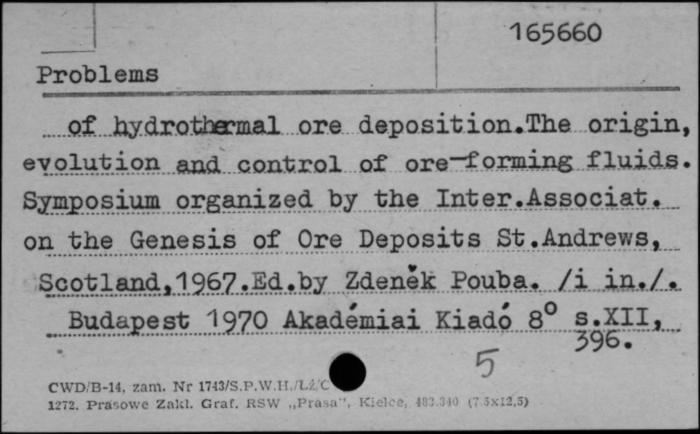 165660
Problems
of hydrothermal ore deposition.The origin,
evolution and control of ore-forming fluids.
Symposium organized by the Inter.Associat.
on the Genesis of Ore Deposits St.Andrews,
Scotland,1967.Ed.by Zdeněk Pouba. /i in./.
Budapest 1970 Akadémiai Kiadó 8° s.XII,
396.
5
CWD/B-14, zam. Nr 1743/S.P.W.H./Lż/C
1272. Prasowe Zakł. Graf. RSW „Prasa", Kielce, 483.340 (7.5x12,5)